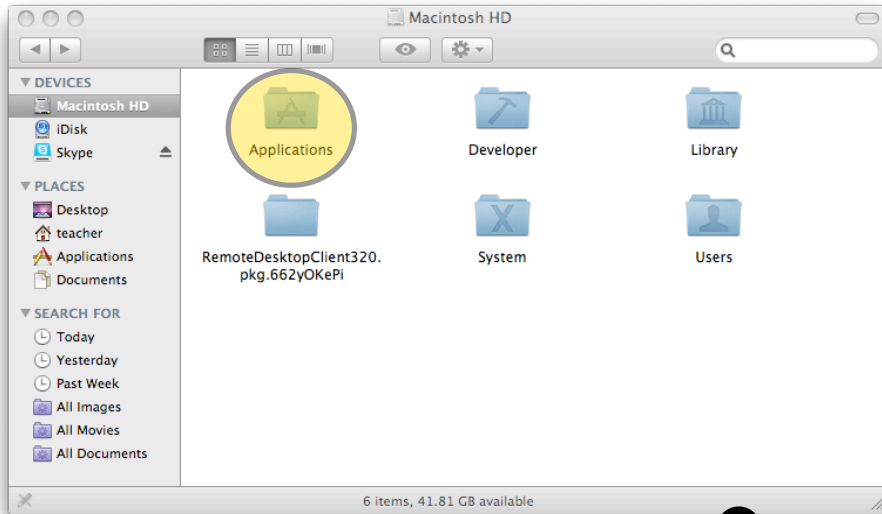 Macintosh HD
DEVICES
Macintosh HD
iDisk
Skype
PLACES
Desktop
teacher
Applications
Documents
SEARCH FOR
Today
Yesterday
Past Week
All Images
All Movies
All Documents
Applications
Developer
Library
RemoteDesktopClient320.
pkg.662yOKePi
System
Users
6 items, 41.81 GB available